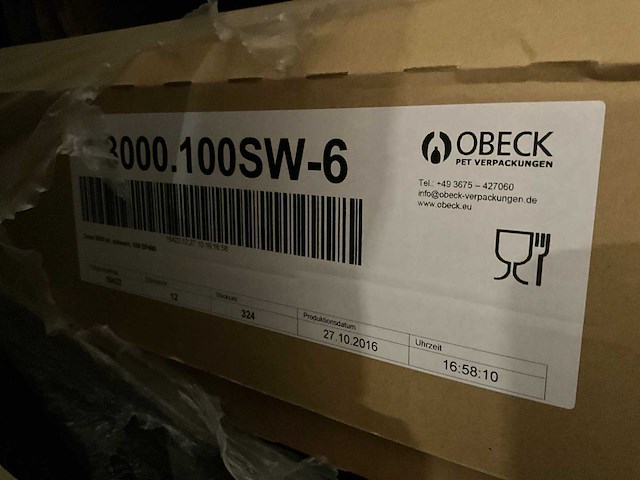 3000.100SW-6
OBECK
PET VERPACKUNGEN
Tel.: +49 3675 – 427060
info@obeck-verpackungen.de
www.obeck.eu
12
324
Produktionsdatum
27.10.2016
Uhrzeit
16:58:10